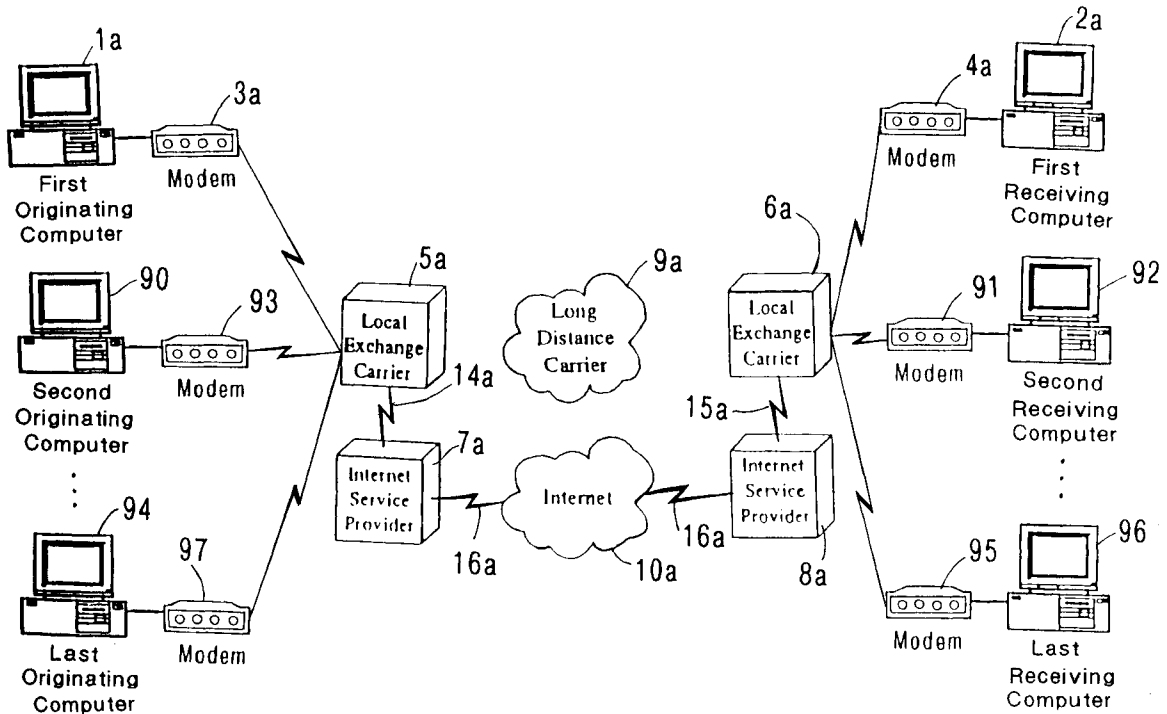 1a
3a
Modem
First
Originating
Computer
90
93
Modem
Second
Originating
Computer
94
97
Modem
Last
Originating
Computer
5a
Local
Exchange
Carrier
14a
7a
Internet
Service
Provider
16a
9a
Long
Distance
Carrier
Internet
10a
16a
6a
Local
Exchange
Carrier
15a
Internet
Service
Provider
8a
4a
Modem
2a
First
Receiving
Computer
91
Modem
92
Second
Receiving
Computer
95
Modem
96
Last
Receiving
Computer